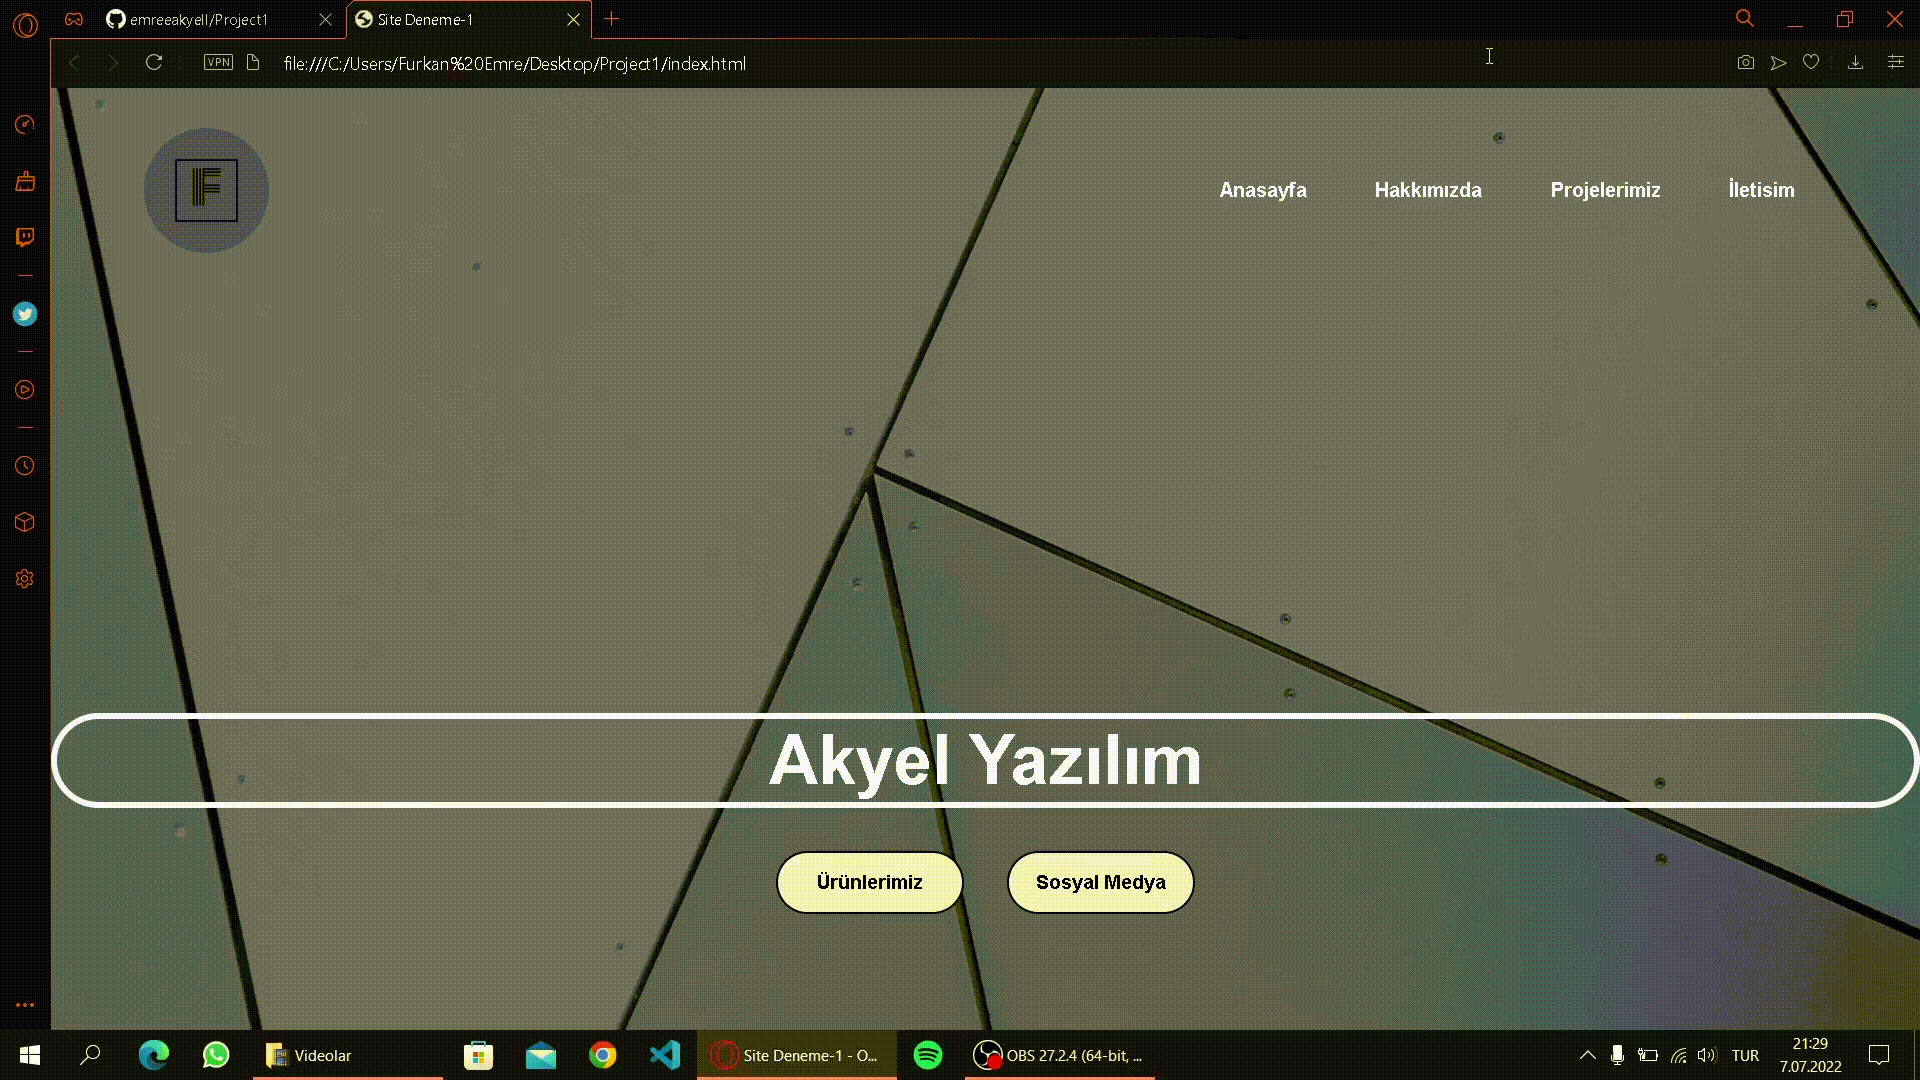 emreeakyell/Project1
Site Deneme-1
VPN
file:///C:/Users/Furkan%20Emre/Desktop/Project1/index.html
F
Anasayfa
Hakkımızda
Projelerimiz
İletisim
Akyel Yazılım
Ürünlerimiz
Sosyal Medya
Videolar
Site Deneme-1 - O...
OBS 27.2.4 (64-bit, ...
TUR
21:29
7.07.2022